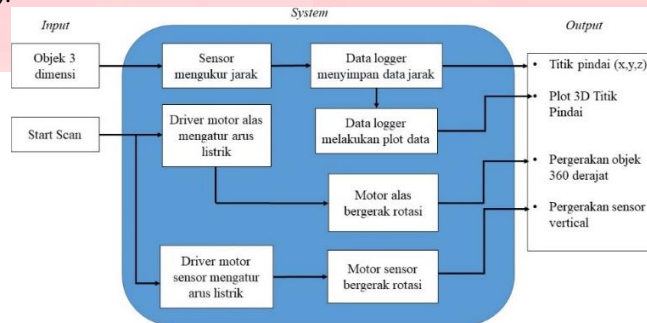 System
Input
Output
Objek 3
dimensi
Sensor
mengukur jarak
Data logger
menyimpan data jarak
• Titik pindai (x,y,z)
• Plot 3D Titik
Pindai
Start Scan
Driver motor alas
mengatur arus
listrik
Data logger
melakukan plot data
• Pergerakan objek
360 derajat
Motor alas
bergerak rotasi
• Pergerakan sensor
vertical
Driver motor
sensor mengatur
arus listrik
Motor sensor
bergerak rotasi